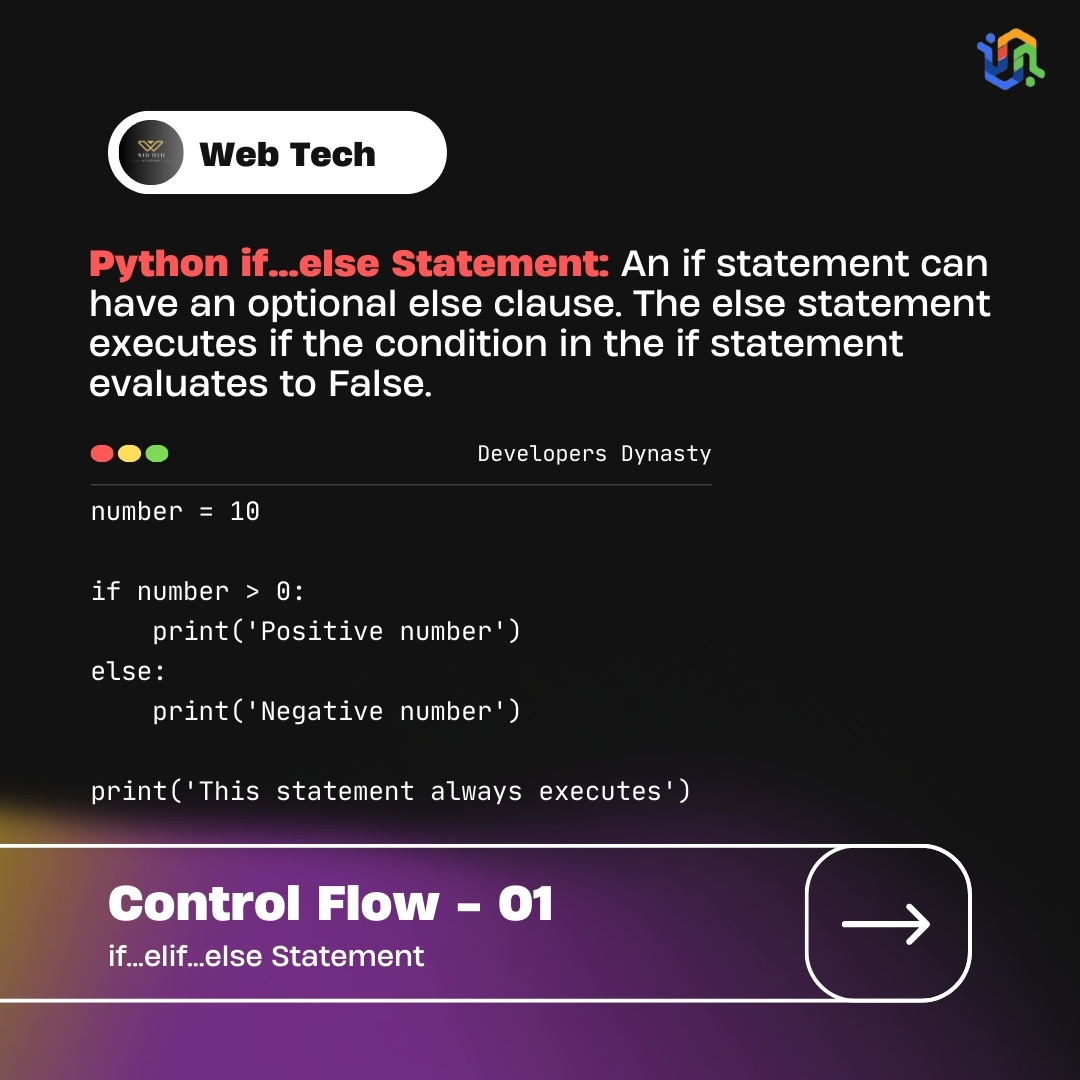 Web Tech
Python if...else Statement: An if statement can
have an optional else clause. The else statement
executes if the condition in the if statement
evaluates to False.
Developers Dynasty
number = 10
if number > 0:
    print('Positive number')
else:
    print('Negative number')
print('This statement always executes')
Control Flow - 01
if...elif...else Statement